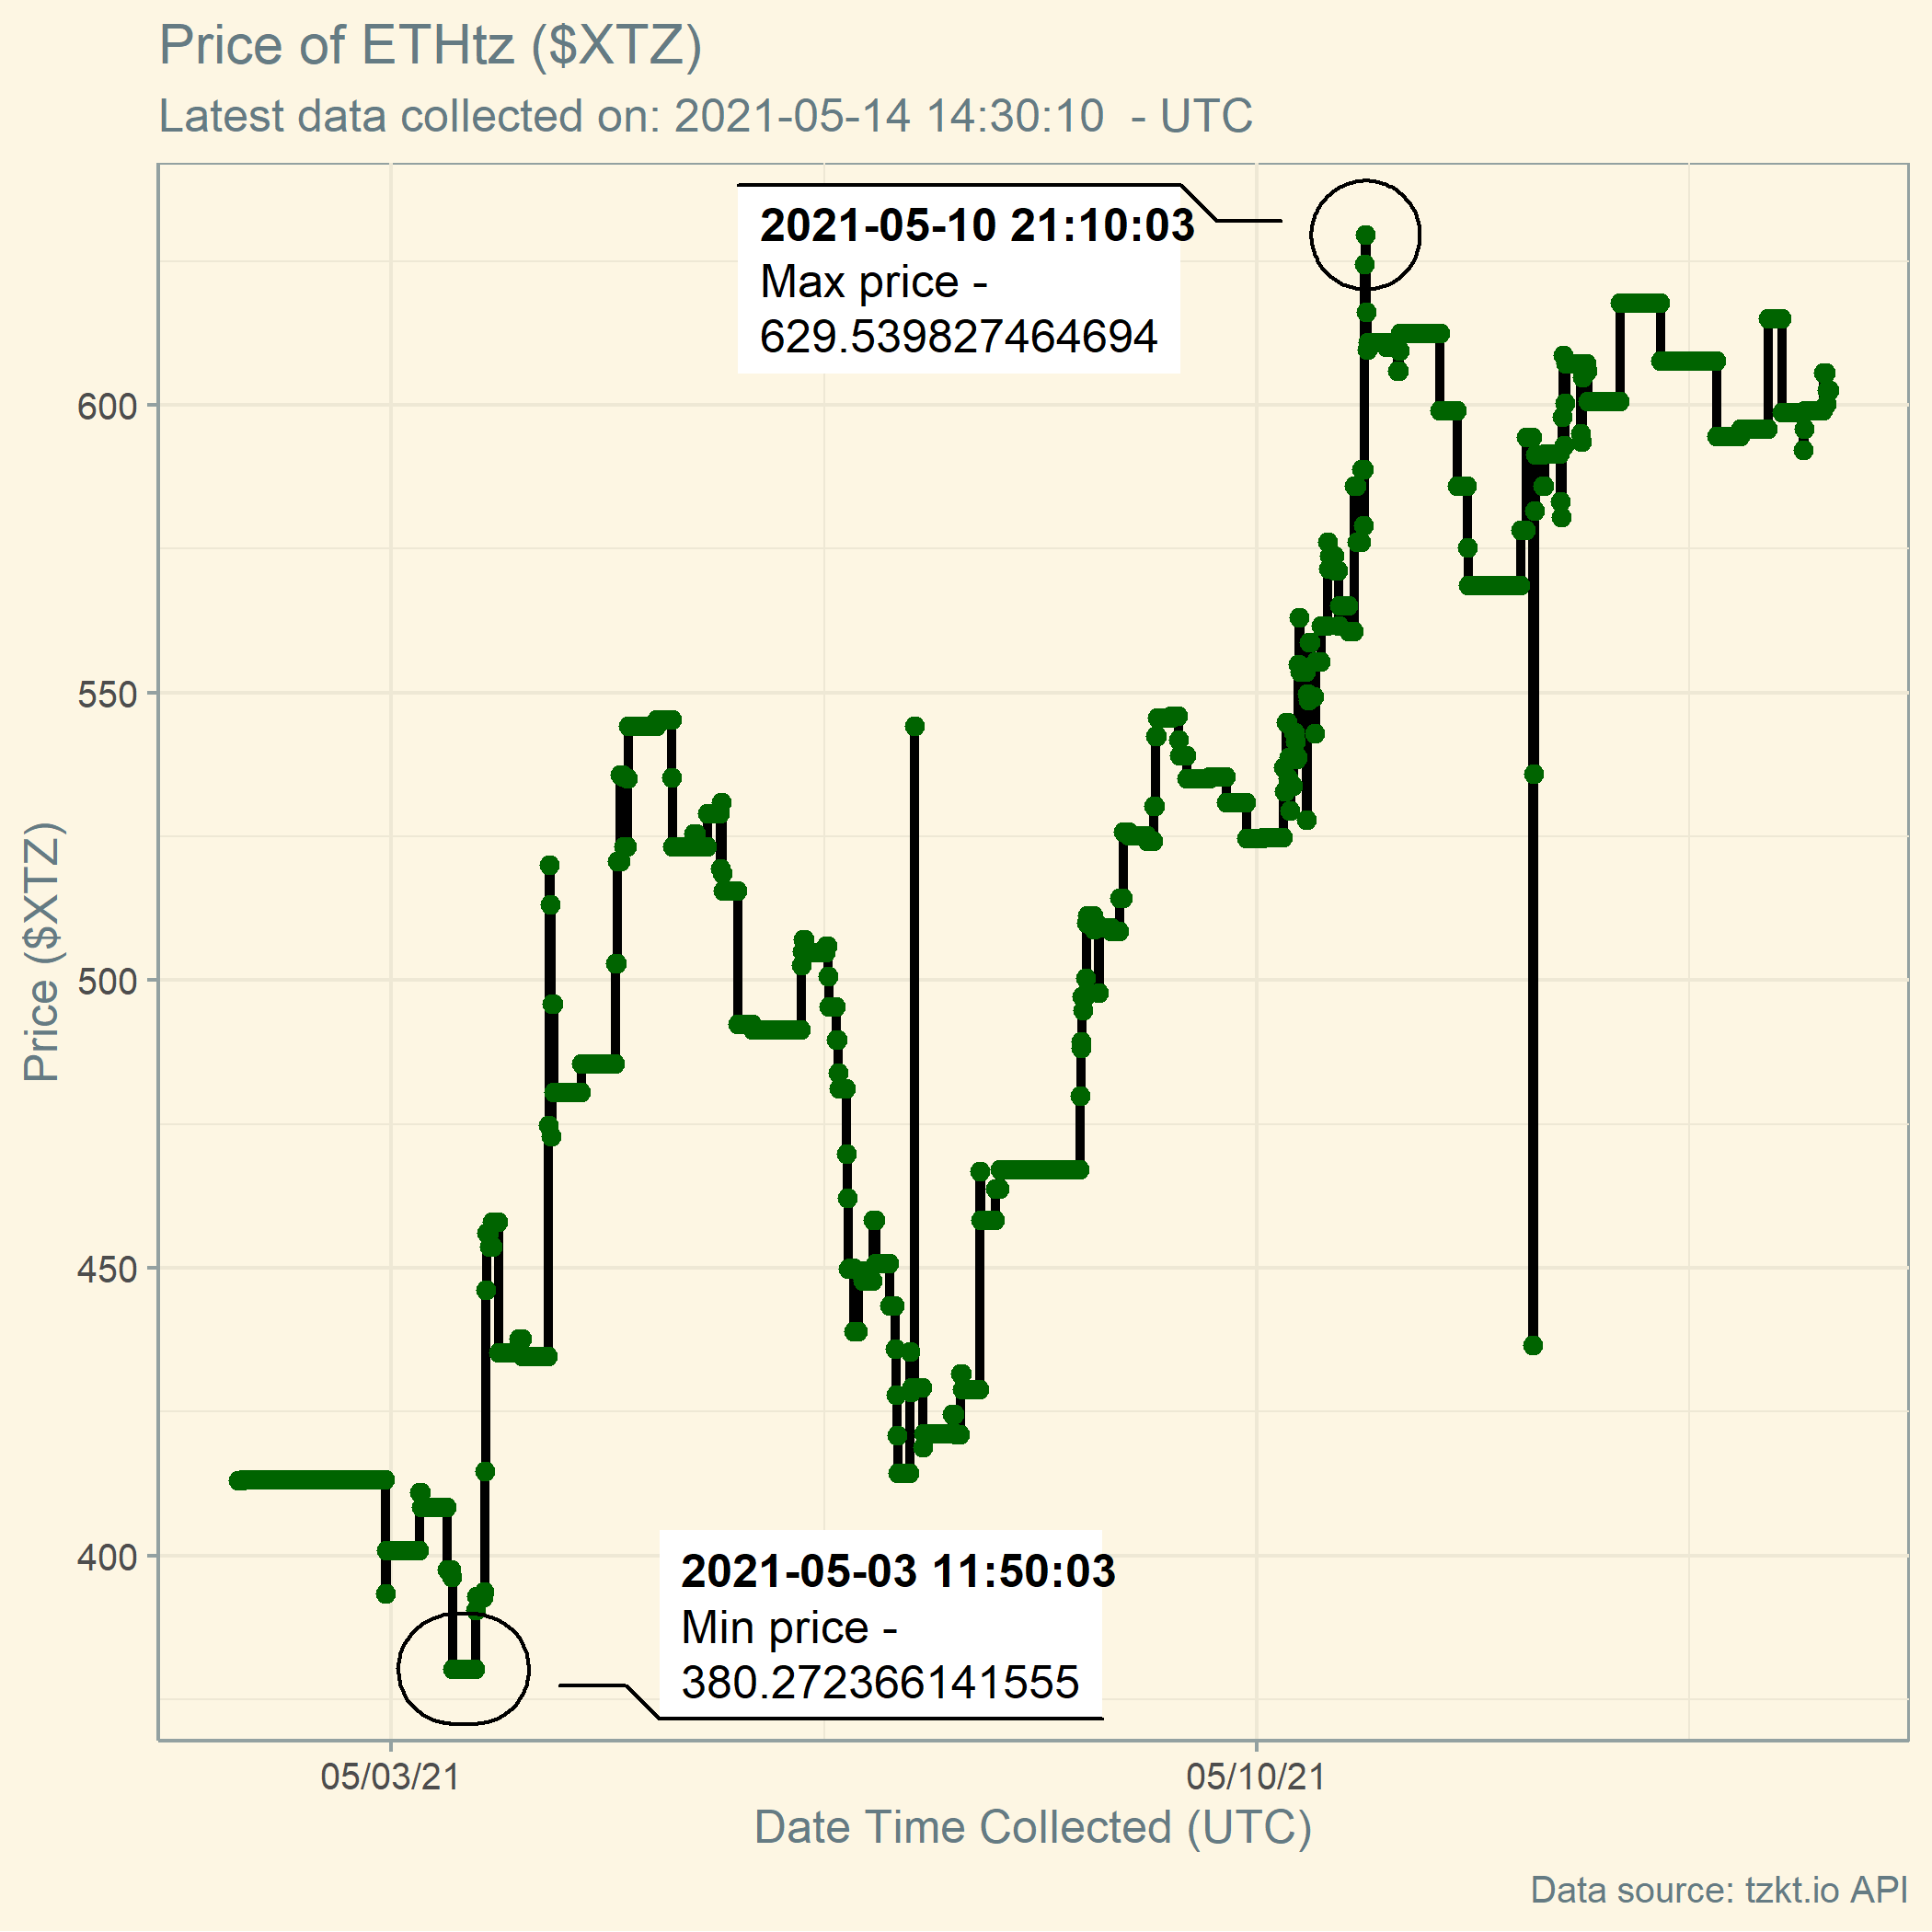 Price of ETHtz ($XTZ)
Latest data collected on: 2021-05-14 14:30:10  - UTC
2021-05-10 21:10:03
Max price -
629.539827464694
600
550
500
450
400
Price ($XTZ)
2021-05-03 11:50:03
Min price -
380.272366141555
05/03/21
05/10/21
Date Time Collected (UTC)
Data source: tzkt.io API